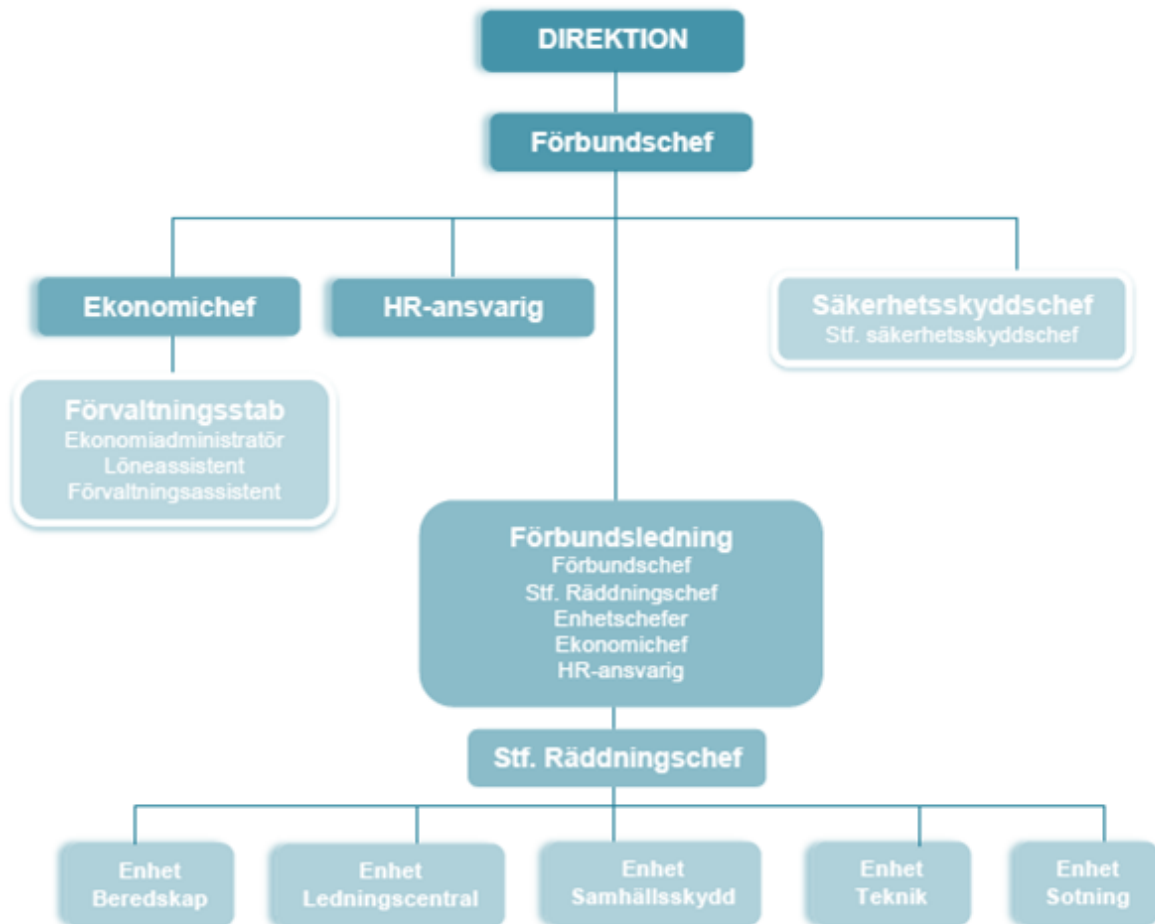 DIREKTION
Förbundschef
Ekonomichef
HR-ansvarig
Säkerhetsskyddschef
Stf. säkerhetsskyddschef
Förvaltningsstab
Ekonomiadministratör
Löneassistent
Förvaltningsassistent
Förbundsledning
Förbundschef
Stf. Räddningschef
Enhetschefer
Ekonomichef
HR-ansvarig
Stf. Räddningschef
Enhet
Beredskap
Enhet
Ledningscentral
Enhet
Samhällsskydd
Enhet
Teknik
Enhet
Sotning